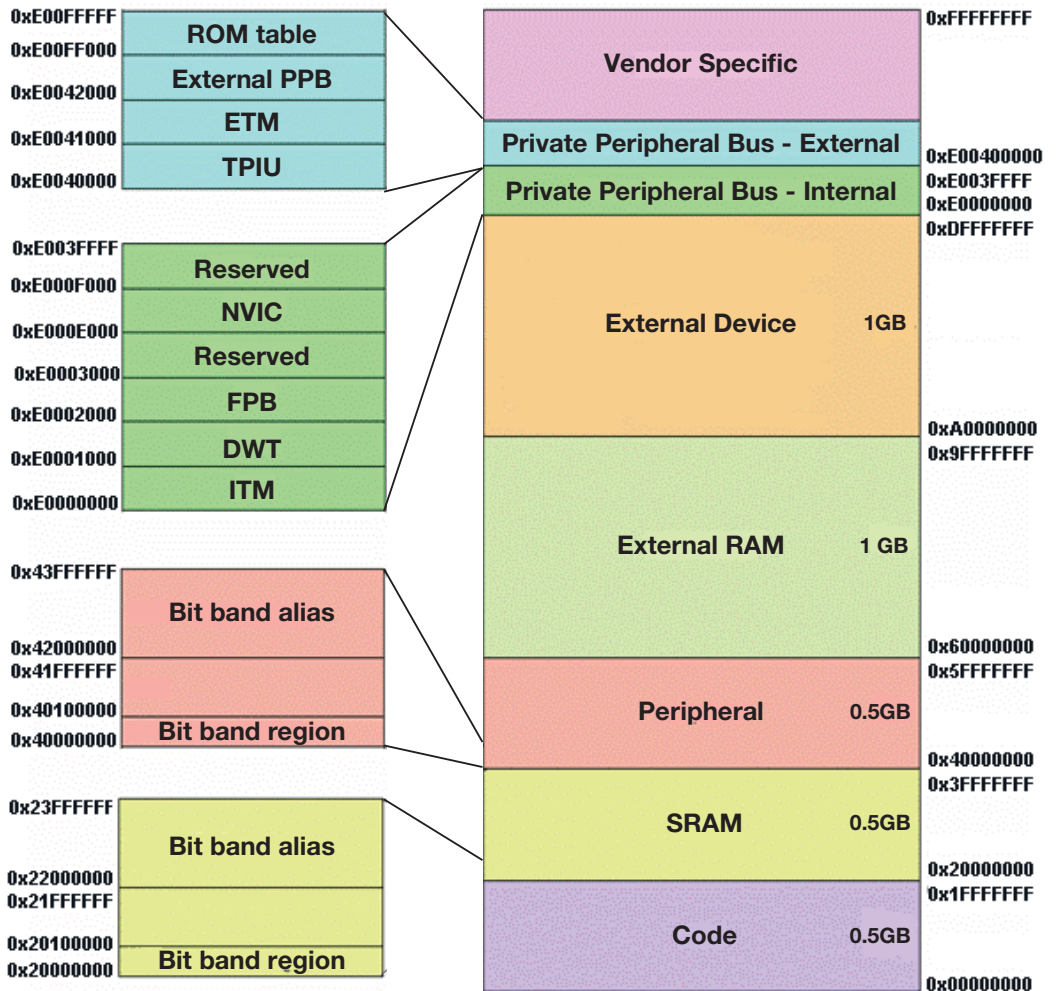 0xE00FFFFF
ROM table
0xE00FF000
External PPB
0xE0042000
ETM
0xE0041000
TPIU
0xE0040000
0xE003FFFF
Reserved
0xE000F000
NVIC
0xE000E000
Reserved
0xE0003000
FPB
0xE0002000
DWT
0xE0001000
ITM
0xE0000000
0x43FFFFFF
Bit band alias
0x42000000
0x41FFFFFF
0x40100000
Bit band region
0x40000000
0x23FFFFFF
Bit band alias
0x22000000
0x21FFFFFF
0x20100000
Bit band region
0x20000000
0xFFFFFFFF
Vendor Specific
Private Peripheral Bus - External
0xE00400000
0xE003FFFF
Private Peripheral Bus - Internal
0xE0000000
0xDFFFFFFF
External Device 1GB
0xA0000000
0x9FFFFFFF
External RAM 1 GB
0x60000000
0x5FFFFFFF
Peripheral 0.5GB
0x40000000
0x3FFFFFFF
SRAM 0.5GB
0x20000000
0x1FFFFFFF
Code 0.5GB
0x00000000